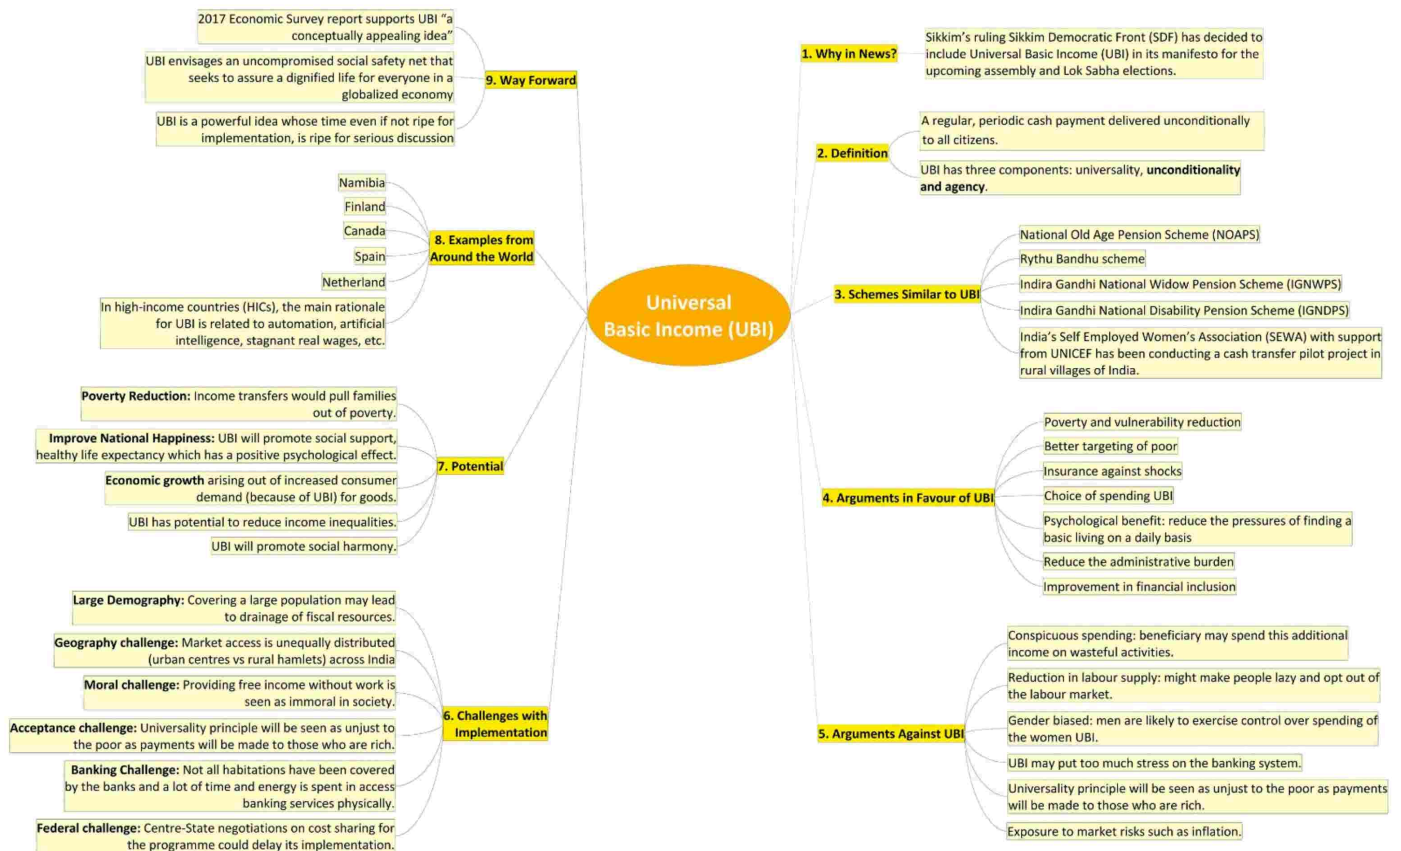 Universal
Basic Income (UBI)
1. Why in News?
Sikkim's ruling Sikkim Democratic Front (SDF) has decided to
include Universal Basic Income (UBI) in its manifesto for the
upcoming assembly and Lok Sabha elections.
2. Definition
A regular, periodic cash payment delivered unconditionally
to all citizens.
UBI has three components: universality, unconditionality
and agency.
3. Schemes Similar to UBI
National Old Age Pension Scheme (NOAPS)
Rythu Bandhu scheme
Indira Gandhi National Widow Pension Scheme (IGNWPS)
Indira Gandhi National Disability Pension Scheme (IGNDPS)
India's Self Employed Women's Association (SEWA) with support
from UNICEF has been conducting a cash transfer pilot project in
rural villages of India.
4. Arguments in Favour of UBI
Poverty and vulnerability reduction
Better targeting of poor
Insurance against shocks
Choice of spending UBI
Psychological benefit: reduce the pressures of finding a
basic living on a daily basis
Reduce the administrative burden
Improvement in financial inclusion
5. Arguments Against UBI
Conspicuous spending: beneficiary may spend this additional
income on wasteful activities.
Reduction in labour supply: might make people lazy and opt out of
the labour market.
Gender biased: men are likely to exercise control over spending of
the women UBI.
UBI may put too much stress on the banking system.
Universality principle will be seen as unjust to the poor as payments
will be made to those who are rich.
Exposure to market risks such as inflation.
6. Challenges with
Implementation
Large Demography: Covering a large population may lead
to drainage of fiscal resources.
Geography challenge: Market access is unequally distributed
(urban centres vs rural hamlets) across India
Moral challenge: Providing free income without work is
seen as immoral in society.
Acceptance challenge: Universality principle will be seen as unjust to
the poor as payments will be made to those who are rich.
Banking Challenge: Not all habitations have been covered
by the banks and a lot of time and energy is spent in access
banking services physically.
Federal challenge: Centre-State negotiations on cost sharing for
the programme could delay its implementation.
7. Potential
Poverty Reduction: Income transfers would pull families
out of poverty.
Improve National Happiness: UBI will promote social support,
healthy life expectancy which has a positive psychological effect.
Economic growth arising out of increased consumer
demand (because of UBI) for goods.
UBI has potential to reduce income inequalities.
UBI will promote social harmony.
8. Examples from
Around the World
Namibia
Finland
Canada
Spain
Netherland
In high-income countries (HICs), the main rationale
for UBI is related to automation, artificial
intelligence, stagnant real wages, etc.
9. Way Forward
2017 Economic Survey report supports UBI "a
conceptually appealing idea"
UBI envisages an uncompromised social safety net that
seeks to assure a dignified life for everyone in a
globalized economy
UBI is a powerful idea whose time even if not ripe for
implementation, is ripe for serious discussion